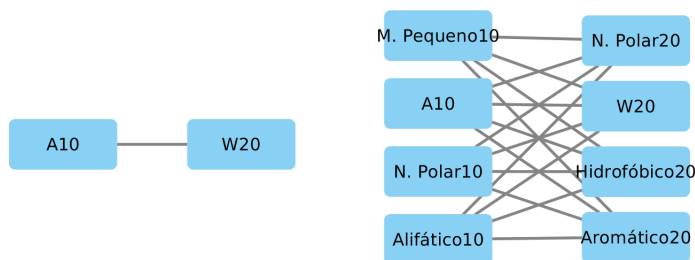 A10
W20
M. Pequeno10
N. Polar20
A10
W20
N. Polar10
Hidrofóbico20
Alifático10
Aromático20